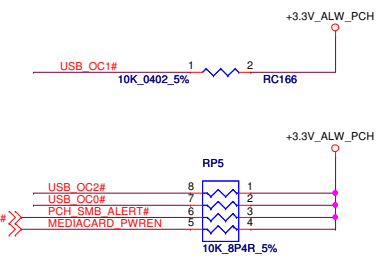 +3.3V_ALW_PCH
USB_OC1# 1 2
10K_0402_5% RC166
+3.3V_ALW_PCH
RP5
USB_OC2# 8 1
USB_OC0# 7 2
PCH_SMB_ALERT# 6 3
# MEDIACARD_PWREN 5 4
10K_8P4R_5%